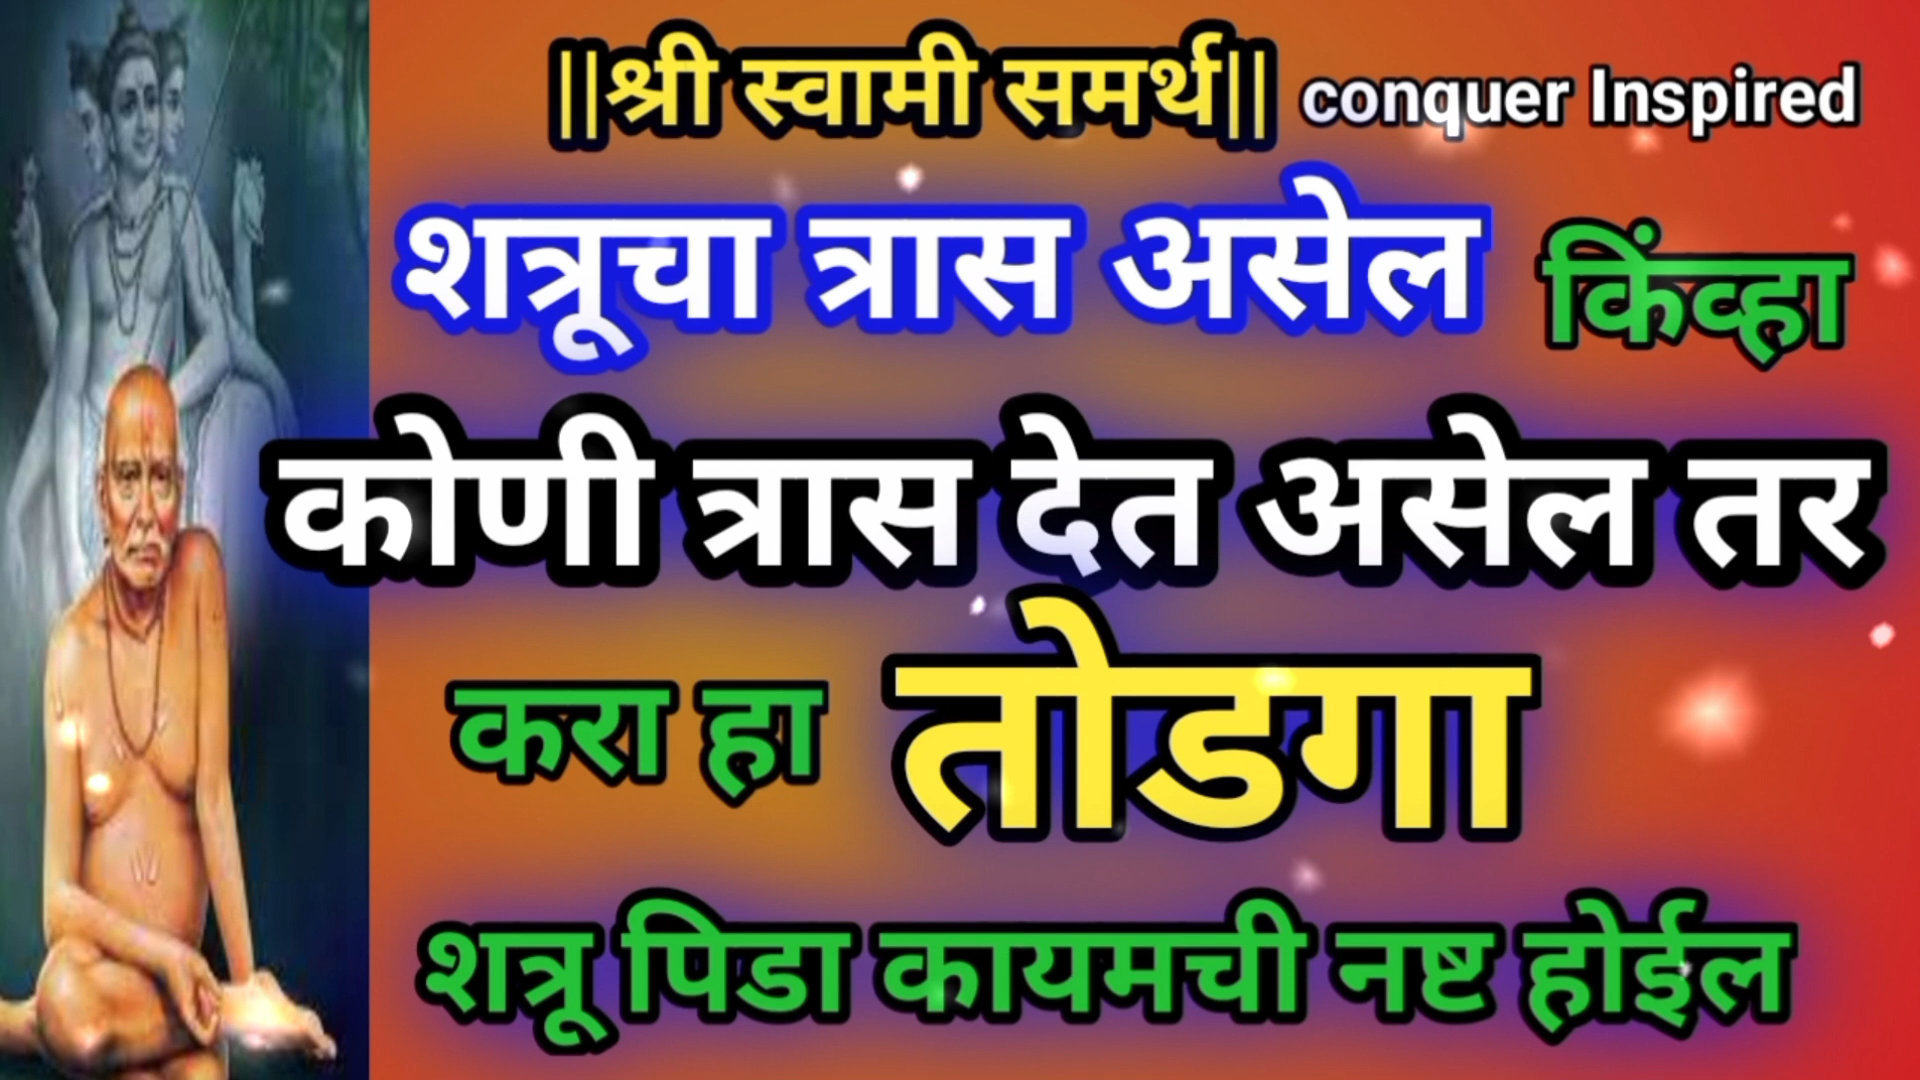 ||श्री स्वामी समर्थ|| conquer Inspired
शत्रूचा त्रास असेल किंव्हा
कोणी त्रास देत असेल तर
करा हा तोडगा
शत्रू पिडा कायमची नष्ट होईल